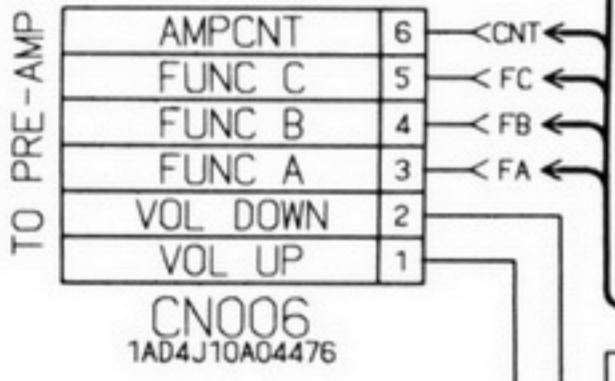 TO PRE-AMP
AMPCNT 6 CNT
FUNC C 5 FC
FUNC B 4 FB
FUNC A 3 FA
VOL DOWN 2
VOL UP 1
CN006
1AD4J10A04476